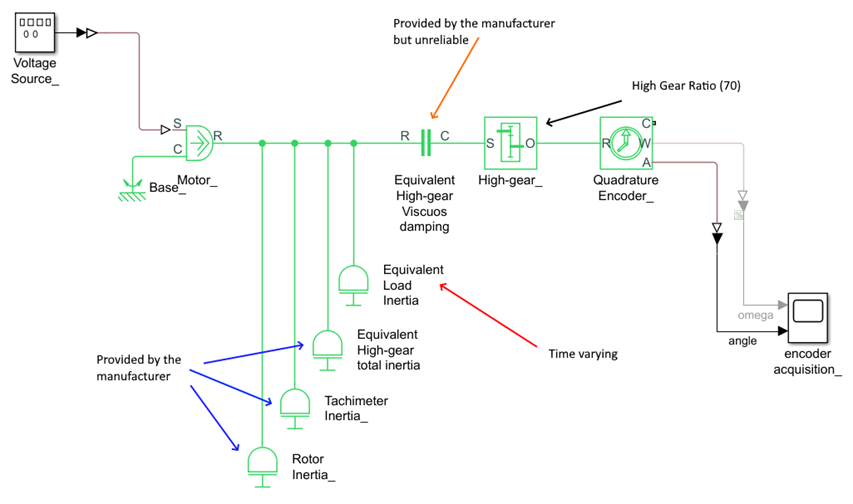 Provided by the manufacturer
but unreliable
High Gear Ratio (70)
Voltage
Source_
S
C
R
Motor_
Base_
R
C
Equivalent
High-gear
Viscuos
damping
S
O
High-gear_
R
C
W
A
Quadrature
Encoder_
Equivalent
Load
Inertia
Equivalent
High-gear
total inertia
Time varying
Provided by the
manufacturer
Tachimeter
Inertia_
Rotor
Inertia_
omega
angle
encoder
acquisition_